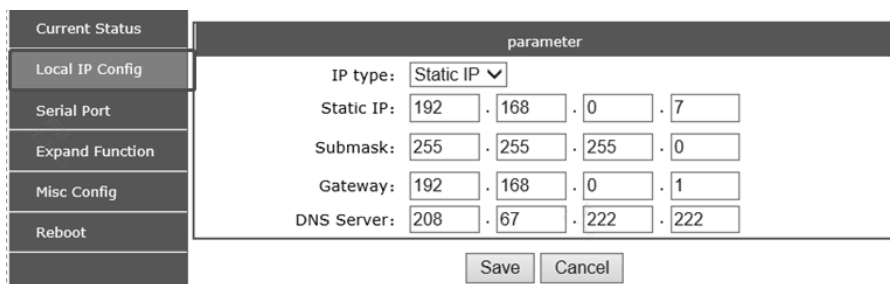 Current Status
Local IP Config
Serial Port
Expand Function
Misc Config
Reboot
parameter
IP type: Static IP
Static IP: 192 . 168 . 0 . 7
Submask: 255 . 255 . 255 . 0
Gateway: 192 . 168 . 0 . 1
DNS Server: 208 . 67 . 222 . 222
Save Cancel